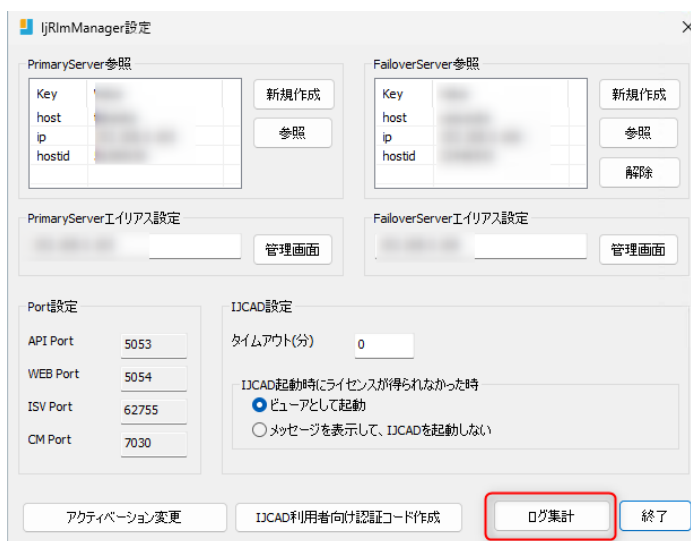 IjRlmManager設定
PrimaryServer参照
Key
host
ip
hostid
新規作成
参照
FailoverServer参照
Key
host
ip
hostid
新規作成
参照
解除
PrimaryServerエイリアス設定
管理画面
FailoverServerエイリアス設定
管理画面
Port設定
API Port 5053
WEB Port 5054
ISV Port 62755
CM Port 7030
IJCAD設定
タイムアウト(分) 0
IJCAD起動時にライセンスが得られなかった時
ビューアとして起動
メッセージを表示して、IJCADを起動しない
アクティベーション変更
IJCAD利用者向け認証コード作成
ログ集計
終了